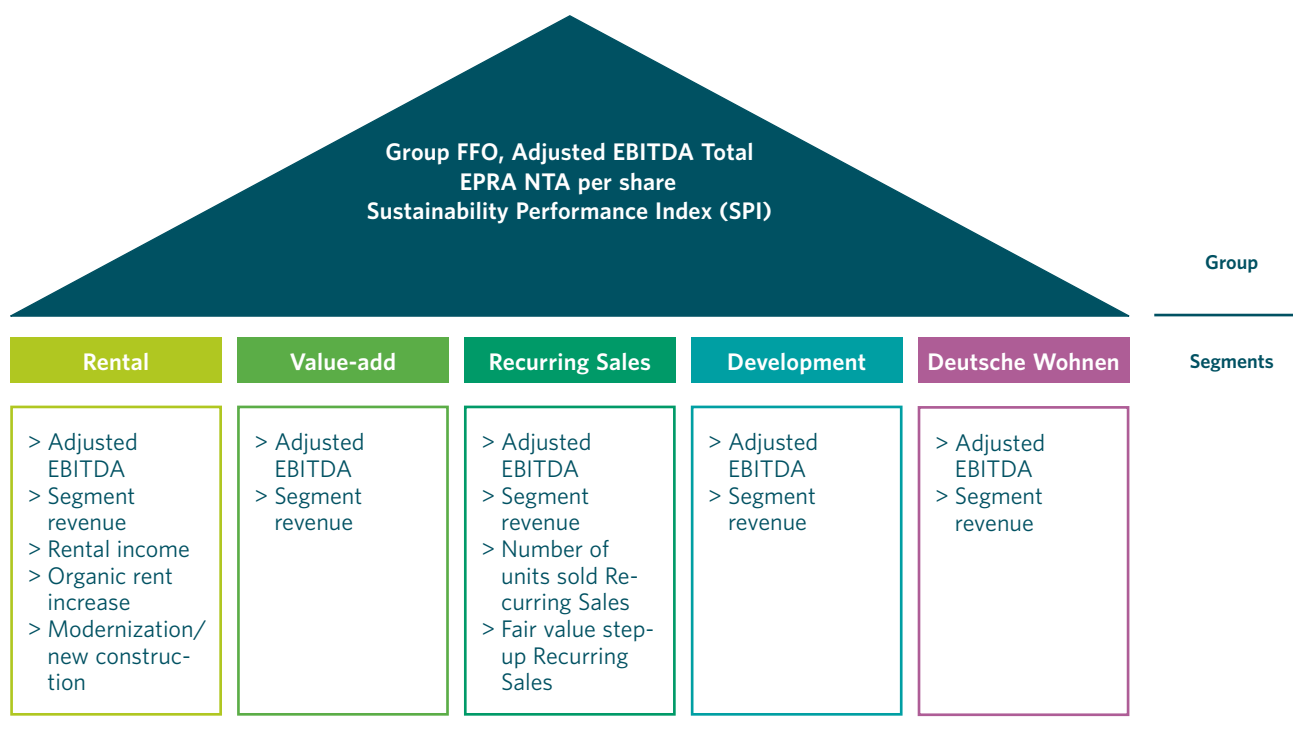 Group FFO, Adjusted EBITDA Total
EPRA NTA per share
Sustainability Performance Index (SPI)
Group
Rental
Value-add
Recurring Sales
Development
Deutsche Wohnen
Segments
> Adjusted
EBITDA
> Segment
revenue
> Rental income
> Organic rent
increase
> Modernization/
new construc-
tion
> Adjusted
EBITDA
> Segment
revenue
> Adjusted
EBITDA
> Segment
revenue
> Number of
units sold Re-
curring Sales
> Fair value step-
up Recurring
Sales
> Adjusted
EBITDA
> Segment
revenue
> Adjusted
EBITDA
> Segment
revenue